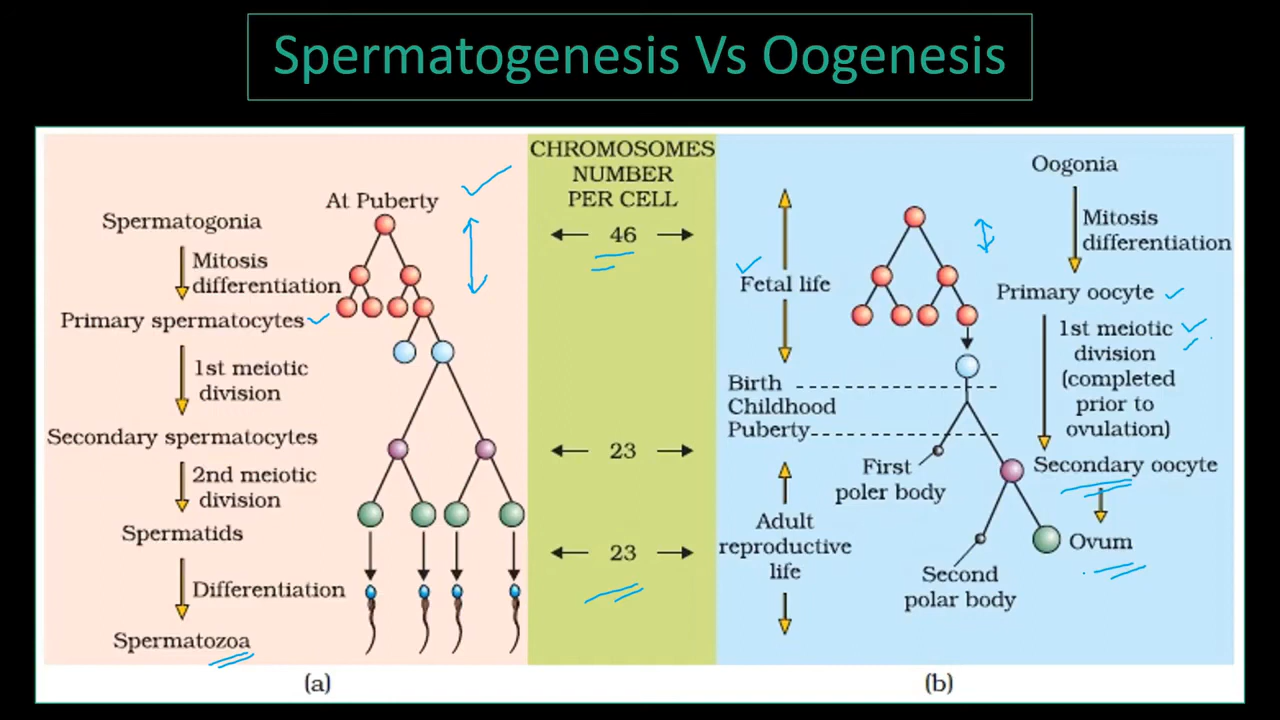 Spermatogenesis Vs Oogenesis
At Puberty
Spermatogonia
Mitosis
differentiation
Primary spermatocytes
1st meiotic
division
Secondary spermatocytes
2nd meiotic
division
Spermatids
Differentiation
Spermatozoa
(a)
CHROMOSOMES
NUMBER
PER CELL
46
23
23
Fetal life
Birth
Childhood
Puberty
Adult
reproductive
life
First
poler body
Second
polar body
Oogonia
Mitosis
differentiation
Primary oocyte
1st meiotic
division
(completed
prior to
ovulation)
Secondary oocyte
Ovum
(b)